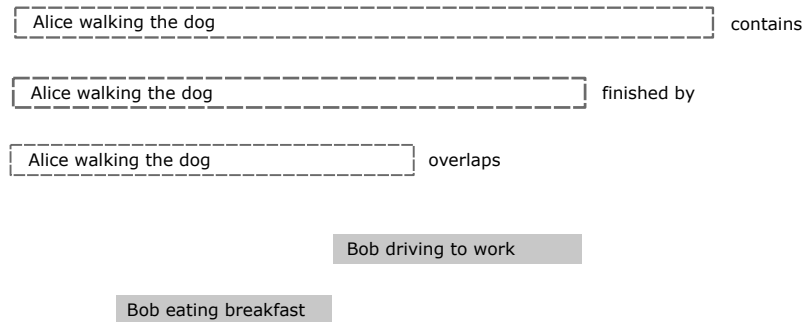 Alice walking the dog contains
Alice walking the dog finished by
Alice walking the dog overlaps
Bob driving to work
Bob eating breakfast